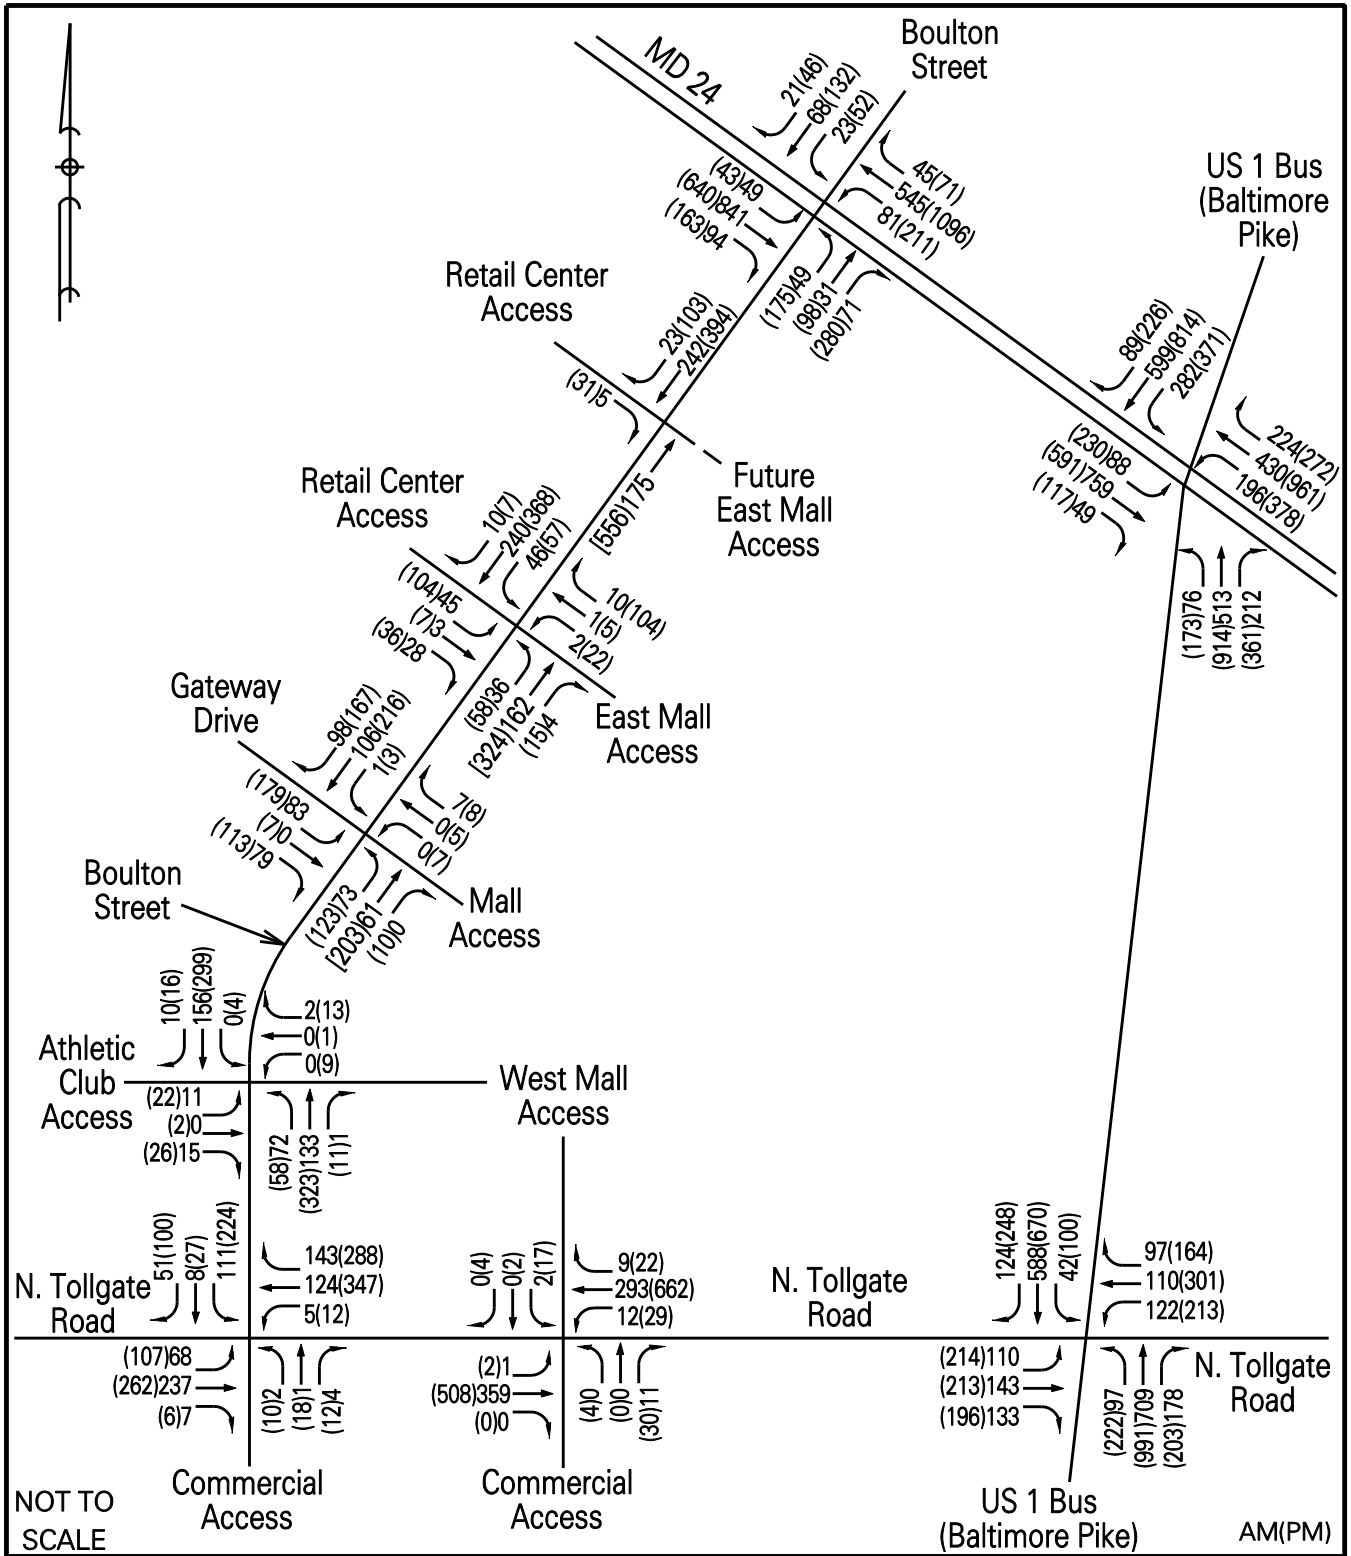 Boulton
Street
MD 24
21(46)
68(132)
23(52)
45(71)
545(1096)
81(211)
(43)49
(640)841
(163)94
(175)49
(98)31
(280)71
US 1 Bus
(Baltimore
Pike)
89(226)
599(814)
282(371)
224(272)
430(961)
196(378)
(230)88
(591)759
(117)49
(173)76
(914)513
(361)212
Retail Center
Access
23(103)
242(394)
(31)5
[556)175
Future
East Mall
Access
Retail Center
Access
10(7)
240(368)
46(57)
10(104)
1(5)
2(22)
(104)45
(7)3
(36)28
(58)36
[324)162
(15)4
East Mall
Access
Gateway
Drive
98(167)
106(216)
1(3)
7(8)
0(5)
0(7)
(179)83
(7)0
(113)79
(123)73
[203)61
(10)0
Mall
Access
Boulton
Street
10(16)
156(299)
0(4)
2(13)
0(1)
0(9)
Athletic
Club
Access
(22)11
(2)0
(26)15
(58)72
(323)133
(11)1
West Mall
Access
N. Tollgate
Road
51(100)
8(27)
111(224)
143(288)
124(347)
5(12)
(107)68
(262)237
(6)7
(10)2
(18)1
(12)4
Commercial
Access
0(4)
0(2)
2(17)
9(22)
293(662)
12(29)
(2)1
(508)359
(0)0
(4)0
(0)0
(30)11
Commercial
Access
N. Tollgate
Road
124(248)
588(670)
42(100)
97(164)
110(301)
122(213)
(214)110
(213)143
(196)133
(222)97
(991)709
(203)178
N. Tollgate
Road
US 1 Bus
(Baltimore Pike)
NOT TO
SCALE
AM(PM)